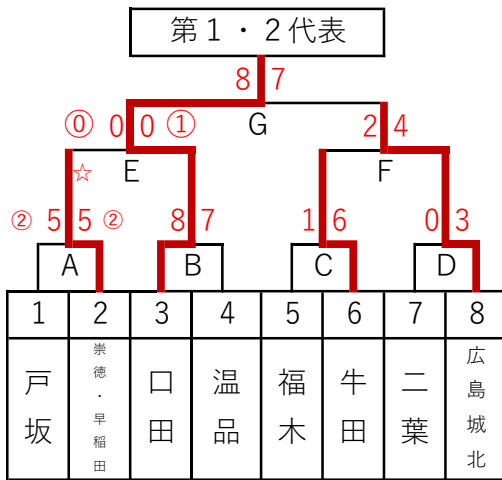 第１・２代表
8 7
⓪ 0 0 ① G 2 4
☆ E F
② 5 5 ② 8 7 1 6 0 3
A B C D
1 2 3 4 5 6 7 8
戸坂
崇徳・早稲田
口田
温品
福木
牛田
二葉
広島城北